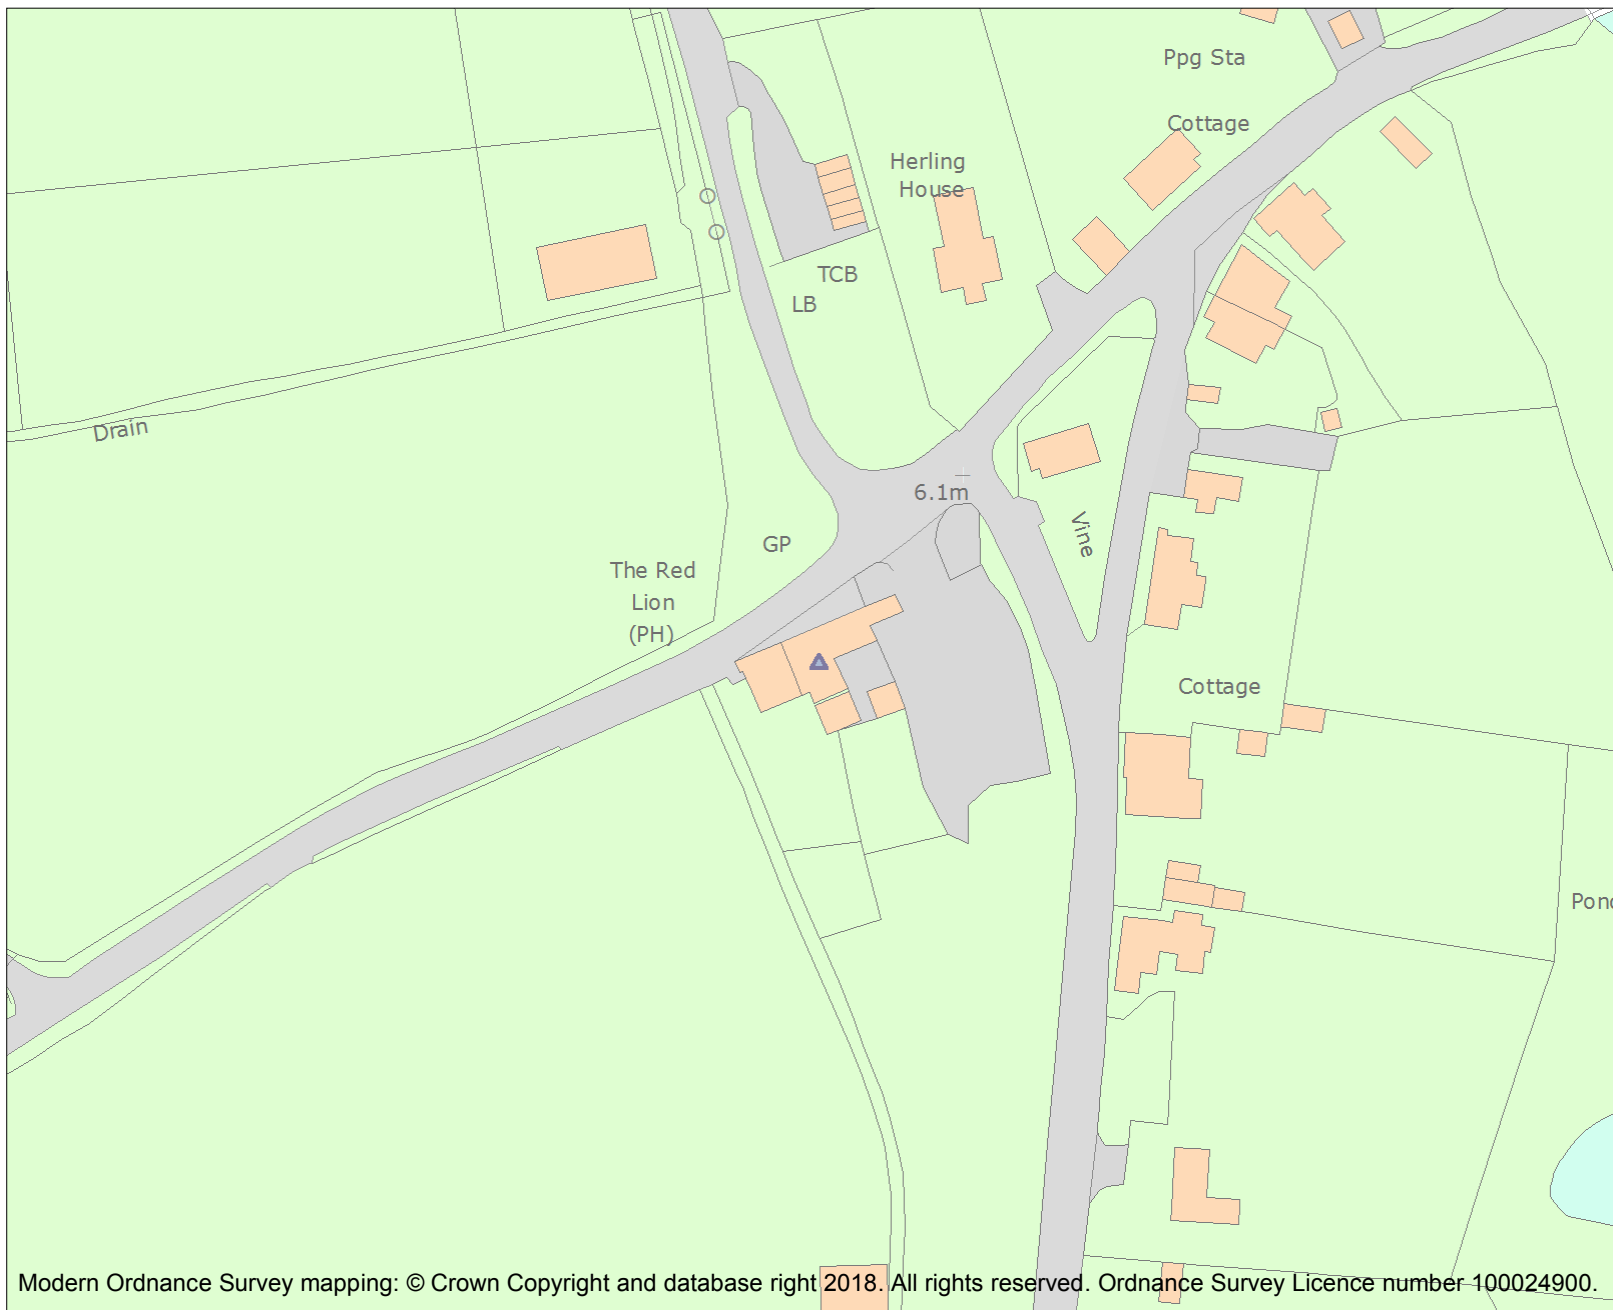 Ppg Sta
Cottage
Herling
House
TCB
LB
Drain
6.1m
Vine
GP
The Red
Lion
(PH)
Cottage
Modern Ordnance Survey mapping: © Crown Copyright and database right 2018. All rights reserved. Ordnance Survey Licence number 100024900.